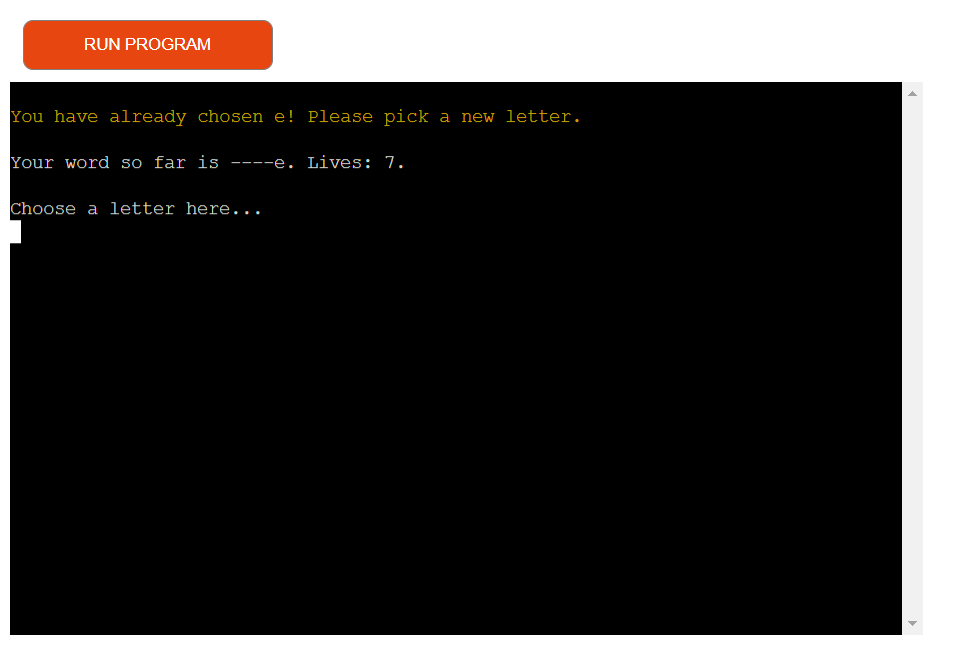 RUN PROGRAM
You have already chosen e! Please pick a new letter.
Your word so far is ----e. Lives: 7.
Choose a letter here...